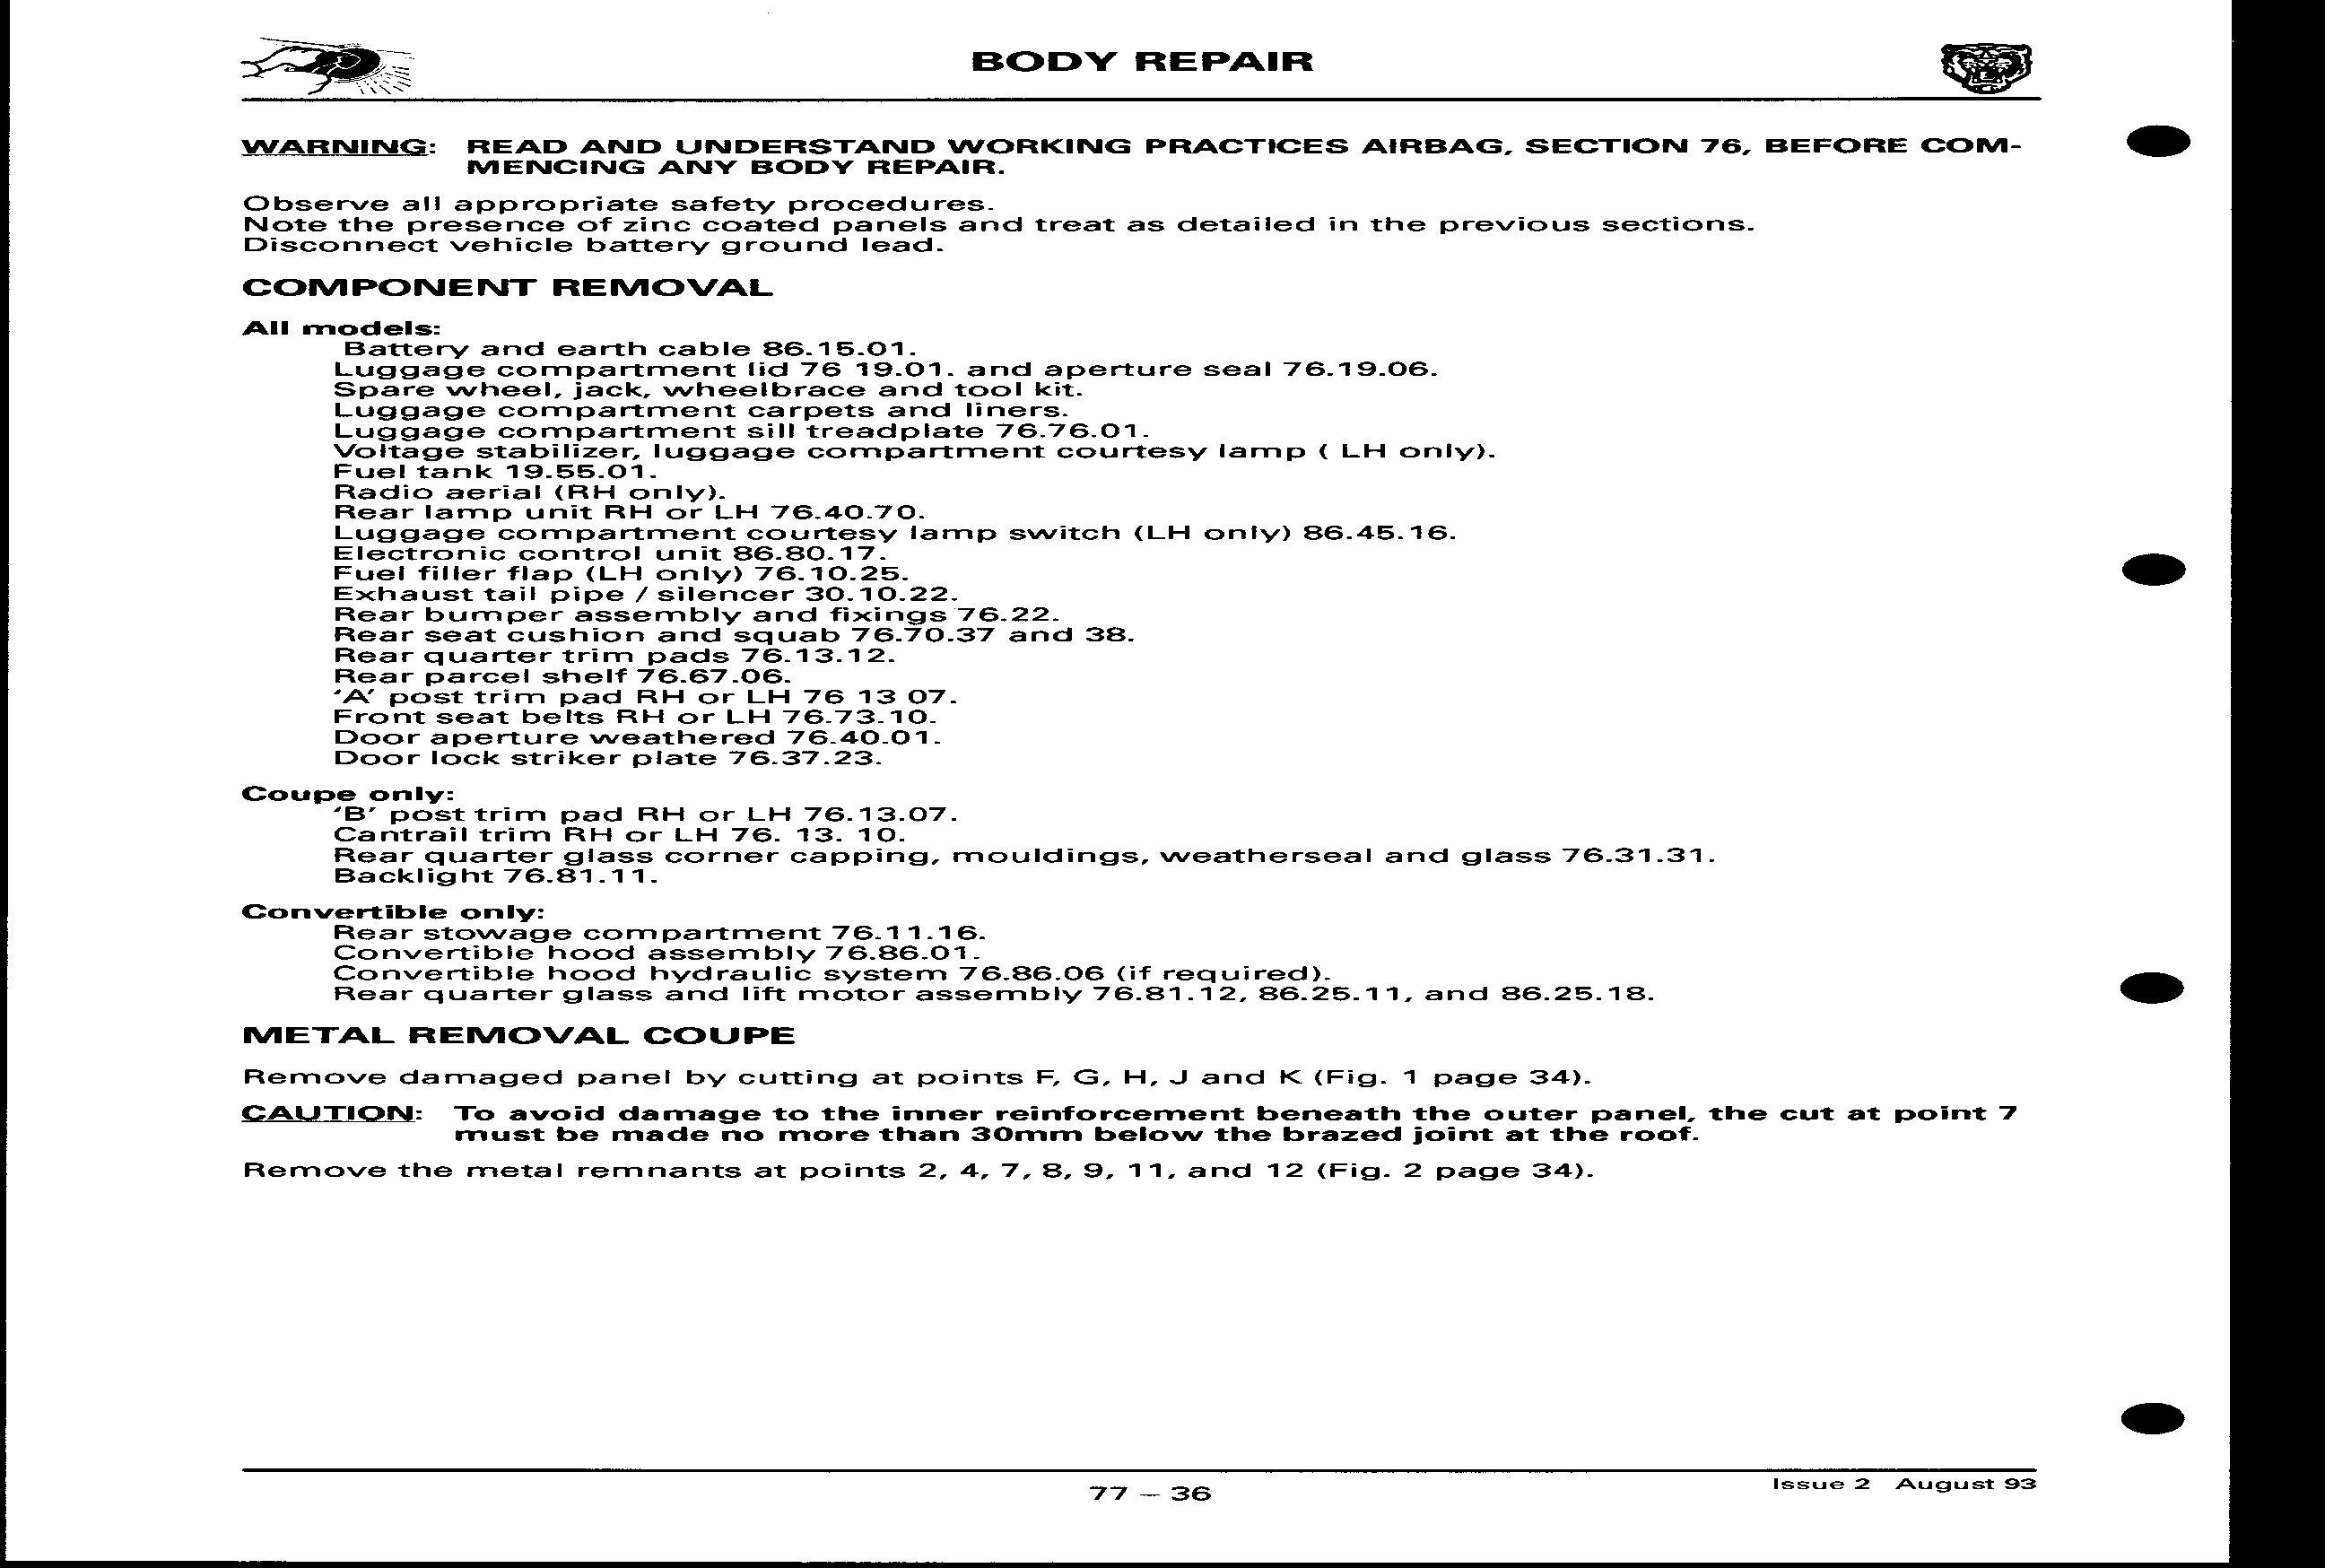 BODY REPAIR
WARNING: READ AND UNDERSTAND WORKING PRACTICES AIRBAG, SECTION 76, BEFORE COM-
MENCING ANY BODY REPAIR.
Observe all appropriate safety procedures.
Note the presence of zinc coated panels and treat as detailed in the previous sections.
Disconnect vehicle battery ground lead.
COMPONENT REMOVAL
All models:
Battery and earth cable 86.15.01.
Luggage compartment lid 76 19.01. and aperture seal 76.19.06.
Spare wheel, jack, wheelbrace and tool kit.
Luggage compartment carpets and liners.
Luggage compartment sill treadplate 76.76.01.
Voltage stabilizer, luggage compartment courtesy lamp ( LH only).
Fuel tank 19.55.01.
Radio aerial (RH only).
Rear lamp unit RH or LH 76.40.70.
Luggage compartment courtesy lamp switch (LH only) 86.45.16.
Electronic control unit 86.80.17.
Fuel filler flap (LH only) 76.10.25.
Exhaust tail pipe / silencer 30.10.22.
Rear bumper assembly and fixings 76.22.
Rear seat cushion and squab 76.70.37 and 38.
Rear quarter trim pads 76.13.12.
Rear parcel shelf 76.67.06.
'A' post trim pad RH or LH 76 13 07.
Front seat belts RH or LH 76.73.10.
Door aperture weathered 76.40.01.
Door lock striker plate 76.37.23.
Coupe only:
'B' post trim pad RH or LH 76.13.07.
Cantrail trim RH or LH 76. 13. 10.
Rear quarter glass corner capping, mouldings, weatherseal and glass 76.31.31.
Backlight 76.81.11.
Convertible only:
Rear stowage compartment 76.11.16.
Convertible hood assembly 76.86.01.
Convertible hood hydraulic system 76.86.06 (if required).
Rear quarter glass and lift motor assembly 76.81.12, 86.25.11, and 86.25.18.
METAL REMOVAL COUPE
Remove damaged panel by cutting at points F, G, H, J and K (Fig. 1 page 34).
CAUTION: To avoid damage to the inner reinforcement beneath the outer panel, the cut at point 7
must be made no more than 30mm below the brazed joint at the roof.
Remove the metal remnants at points 2, 4, 7, 8, 9, 11, and 12 (Fig. 2 page 34).
77 – 36
Issue 2 August 93